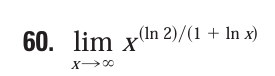 60. lim x^(ln 2)/(1 + ln x)
x→∞